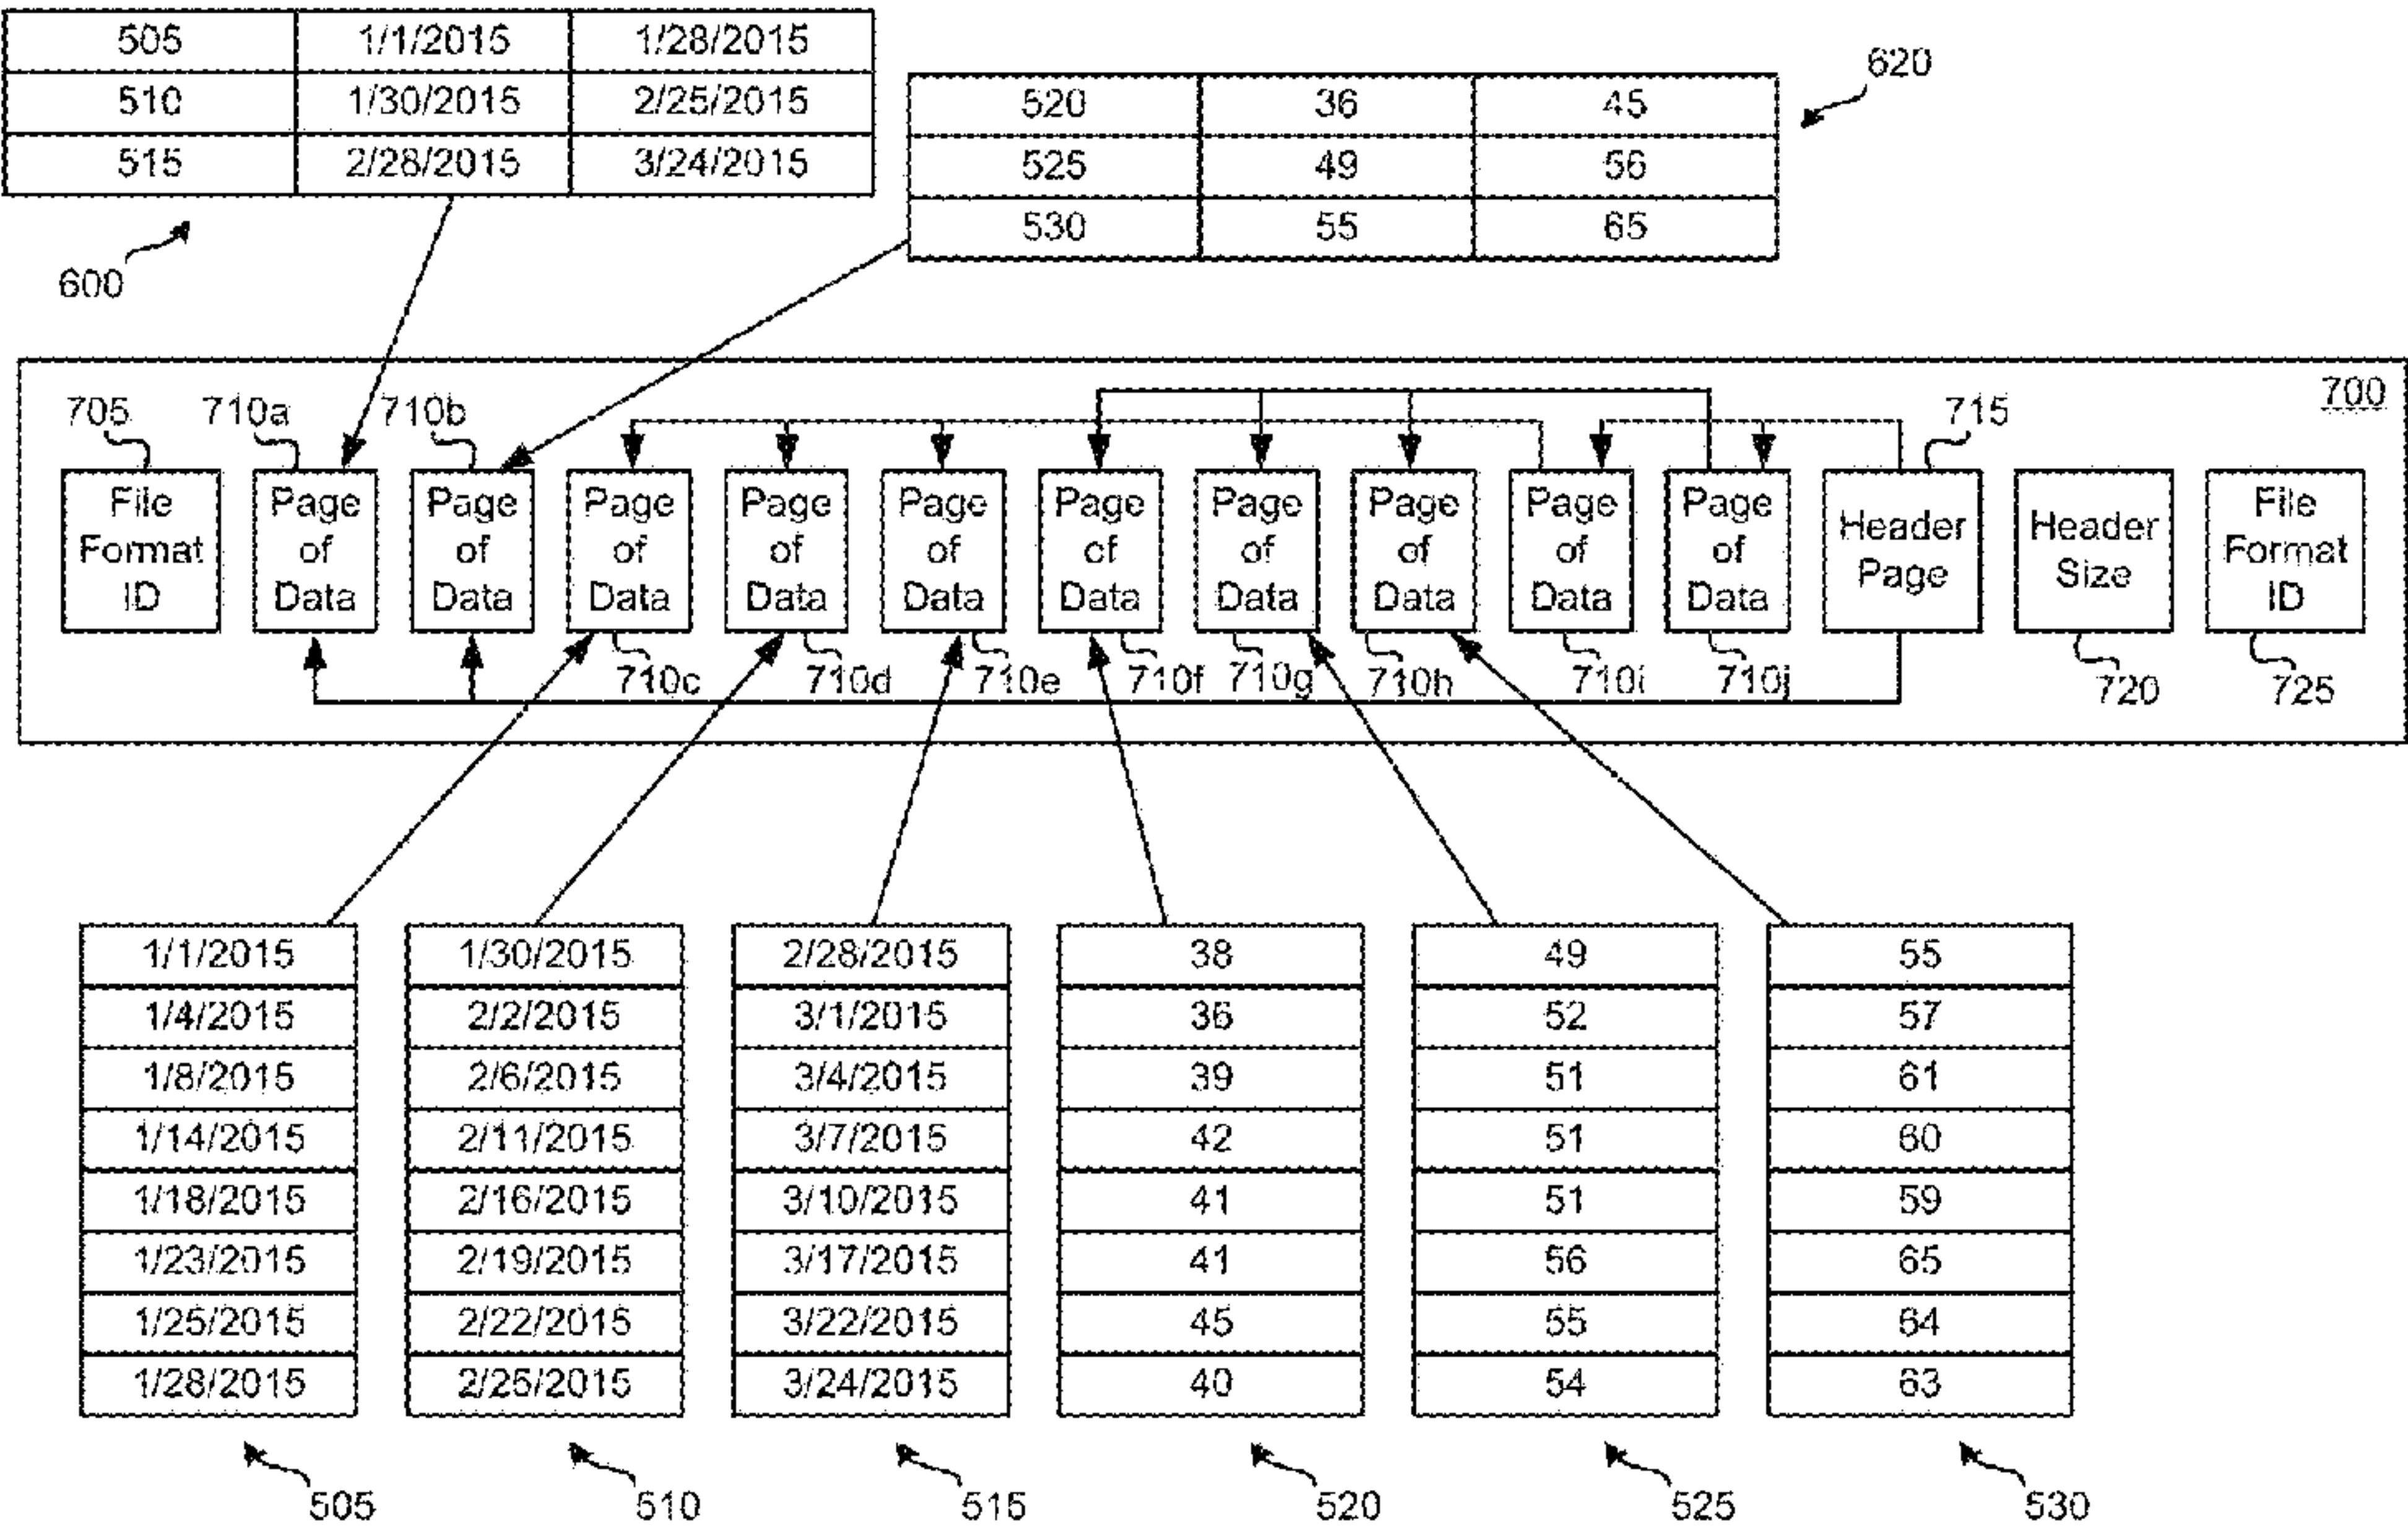 505 1/1/2015 1/28/2015
510 1/30/2015 2/25/2015
515 2/28/2015 3/24/2015
600
520 36 45
525 49 56
530 55 65
620
700
705 710a 710b 715
File Format ID
Page of Data
Page of Data
Page of Data
Page of Data
Page of Data
Page of Data
Page of Data
Page of Data
Page of Data
Page of Data
Header Page
Header Size
File Format ID
710c 710d 710e 710f 710g 710h 710i 710j 720 725
1/1/2015 1/30/2015 2/28/2015 38 49 55
1/4/2015 2/2/2015 3/1/2015 36 52 57
1/8/2015 2/6/2015 3/4/2015 39 51 61
1/14/2015 2/11/2015 3/7/2015 42 51 60
1/18/2015 2/16/2015 3/10/2015 41 51 59
1/23/2015 2/19/2015 3/17/2015 41 56 65
1/25/2015 2/22/2015 3/22/2015 45 55 64
1/28/2015 2/25/2015 3/24/2015 40 54 63
505 510 515 520 525 530